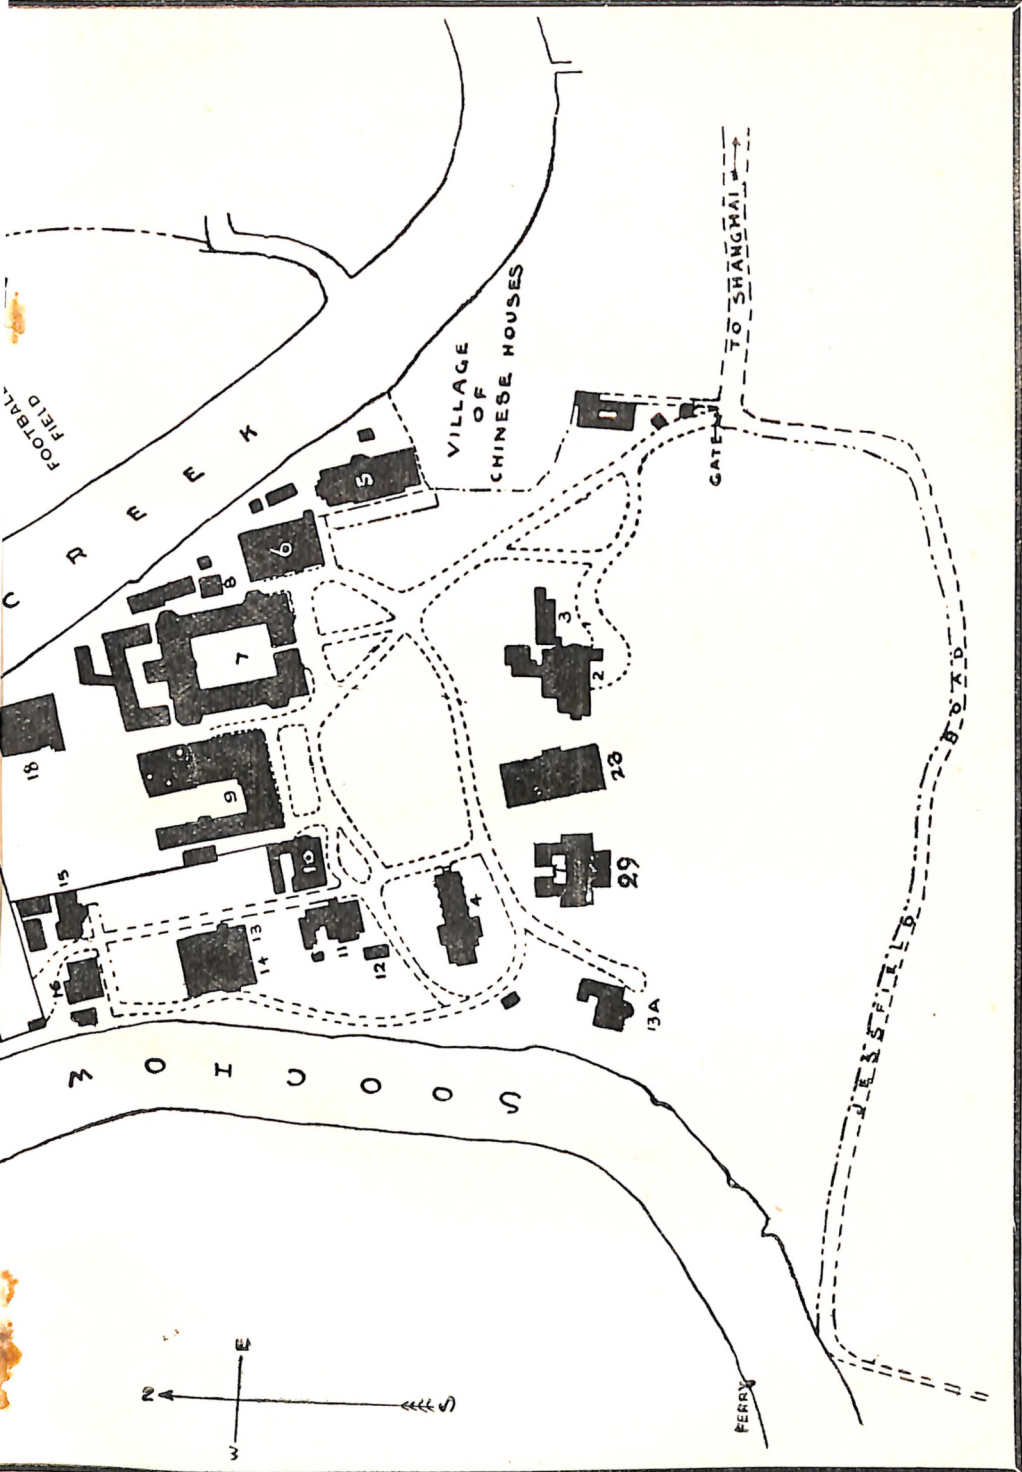 FOOTBALL
FIELD
CREEK
VILLAGE
OF
CHINESE HOUSES
TO SHANGHAI
GATE
1
2
3
4
5
6
7
8
9
10
11
12
13
14
13A
15
16
18
28
29
SOOCHOW
JESSFIELD ROAD
FERRY
N
E
S
W